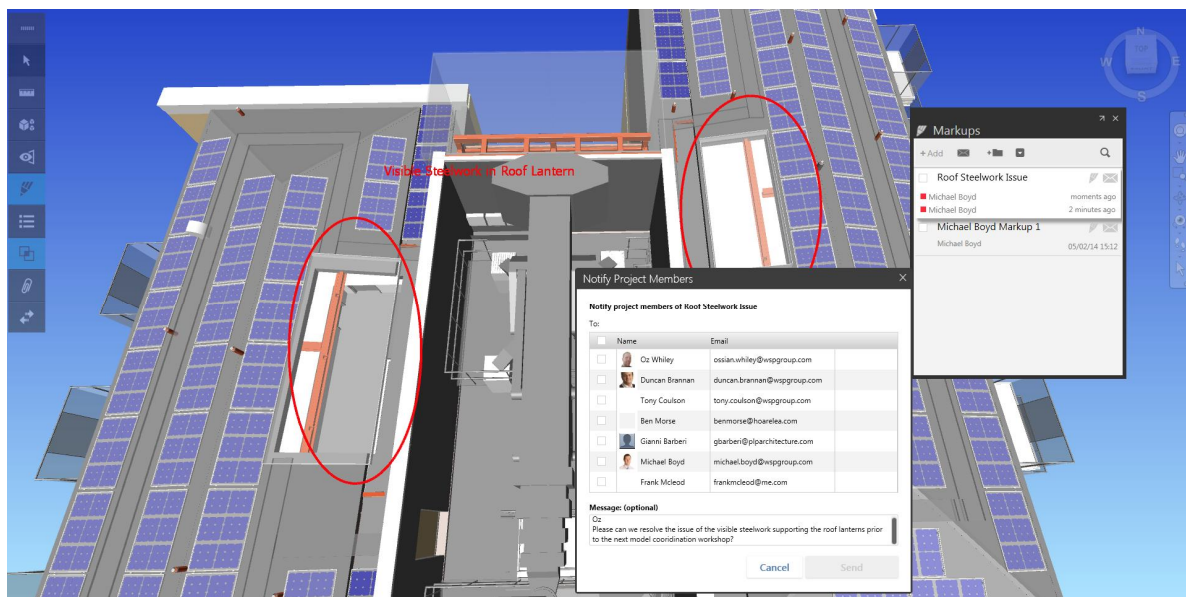 N
TOP
W
E
S
Markups
+Add
Roof Steelwork Issue
Michael Boyd moments ago
Michael Boyd 2 minutes ago
Michael Boyd Markup 1
Michael Boyd 05/02/14 15:12
Visible Steelwork in Roof Lantern
Notify Project Members
Notify project members of Roof Steelwork Issue
To:
Name Email
Oz Whiley ossian.whiley@wspgroup.com
Duncan Brannan duncan.brannan@wspgroup.com
Tony Coulson tony.coulson@wspgroup.com
Ben Morse benmorse@hoarelea.com
Gianni Barberi gbarberi@plparchitecture.com
Michael Boyd michael.boyd@wspgroup.com
Frank Mcleod frankmcleod@me.com
Message: (optional)
Oz
Please can we resolve the issue of the visible steelwork supporting the roof lanterns prior
to the next model cooridination workshop?
Cancel Send